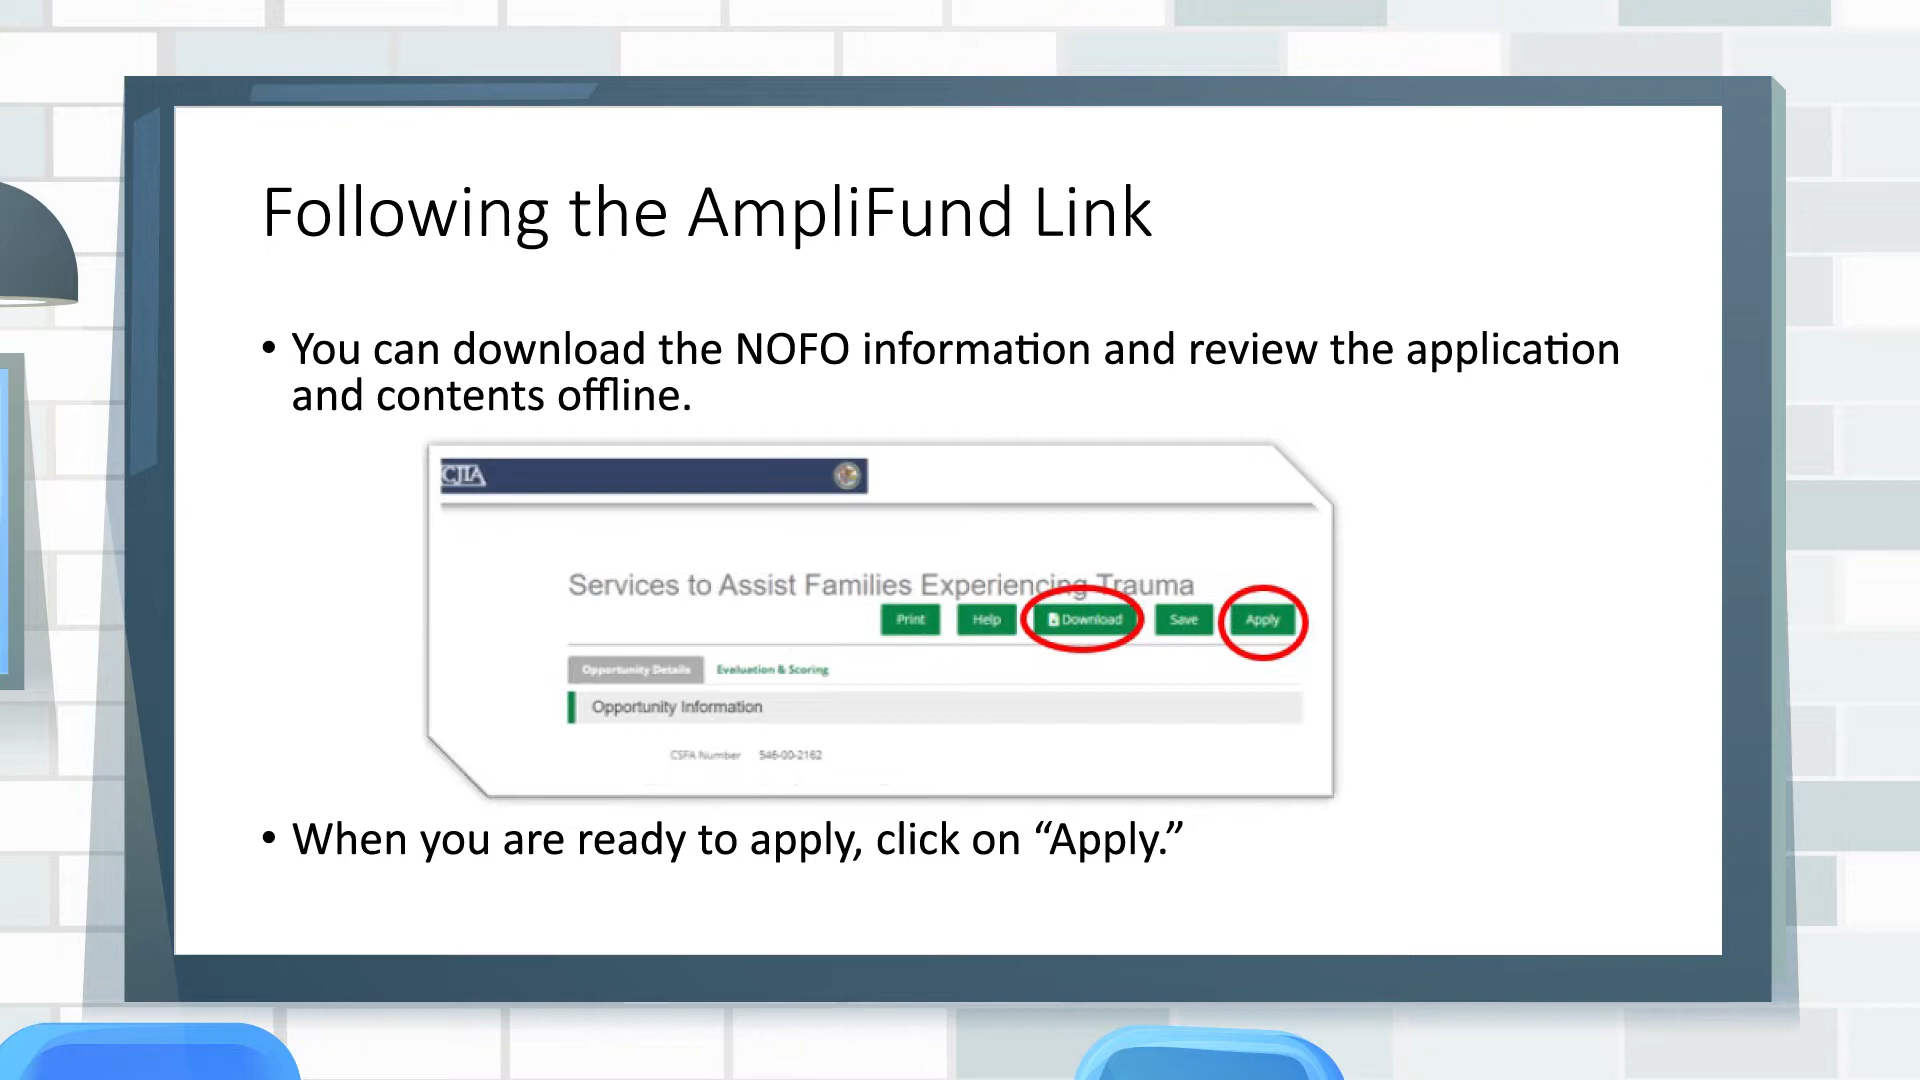 Following the AmpliFund Link
• You can download the NOFO information and review the application
and contents offline.
CJIA
Services to Assist Families Experiencing Trauma
Print Help Download Save Apply
Opportunity Details Evaluation & Scoring
Opportunity Information
CSFA Number 546-00-2162
• When you are ready to apply, click on “Apply.”